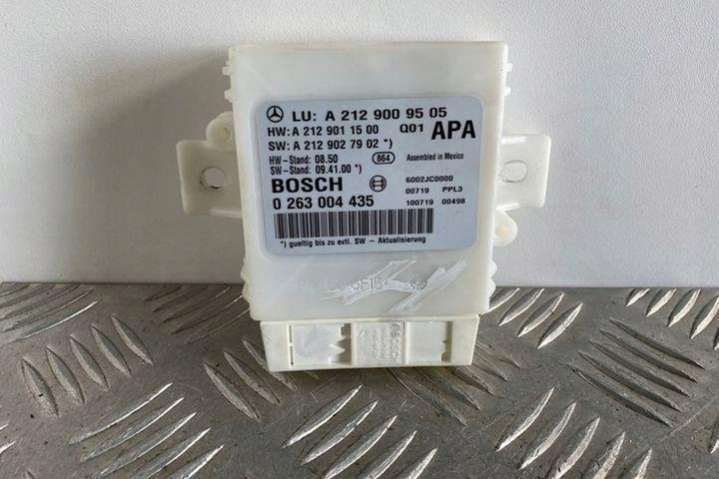 LU: A 212 900 95 05
HW: A 212 901 15 00 Q01 APA
SW: A 212 902 79 02 *)
HW-Stand: 08.50 864 Assembled in Mexico
SW-Stand: 09.41.00 *)
BOSCH 6002JC0000
00719 PPL3
0 263 004 435 100719 00498
*) gueltig bis zu evtl. SW - Aktualisierung